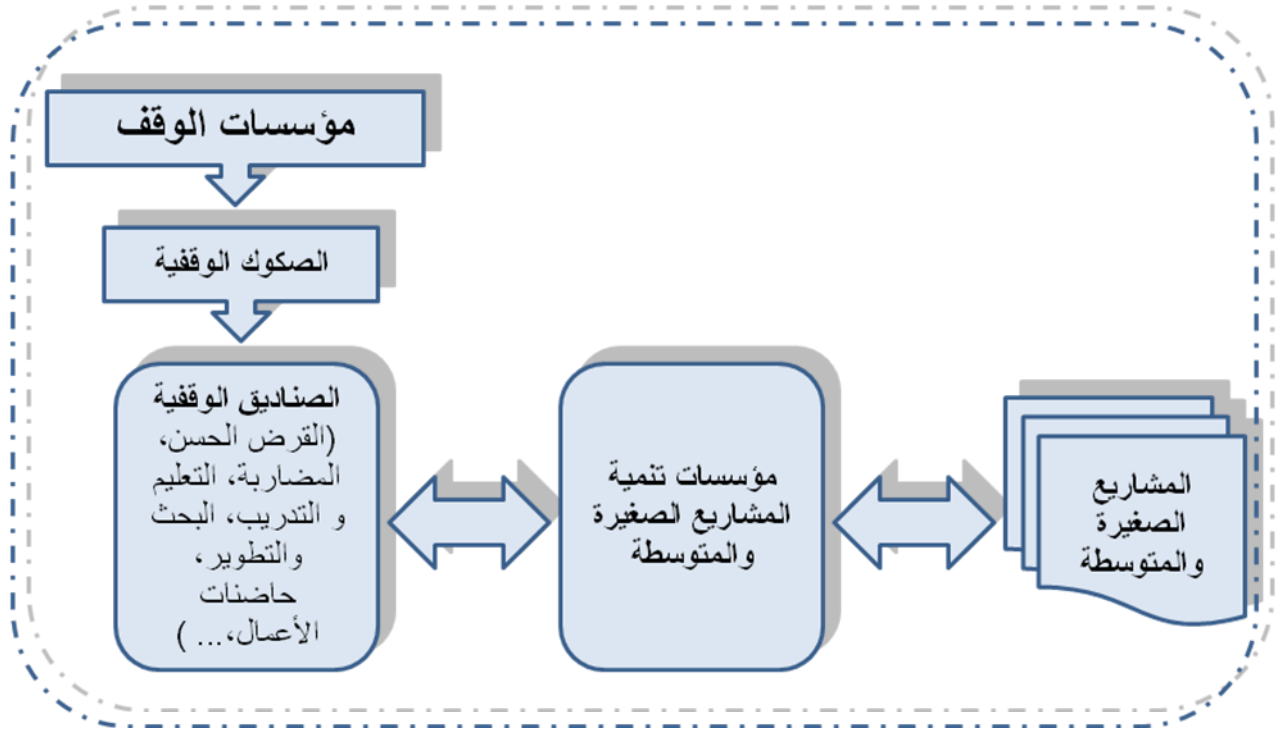 مؤسسات الوقف
الصكوك الوقفية
الصناديق الوقفية
(القرض الحسن،
المضاربة، التعليم
و التدريب، البحث
والتطوير،
حاضنات
الأعمال،... )
مؤسسات تنمية
المشاريع الصغيرة
والمتوسطة
المشاريع
الصغيرة
والمتوسطة